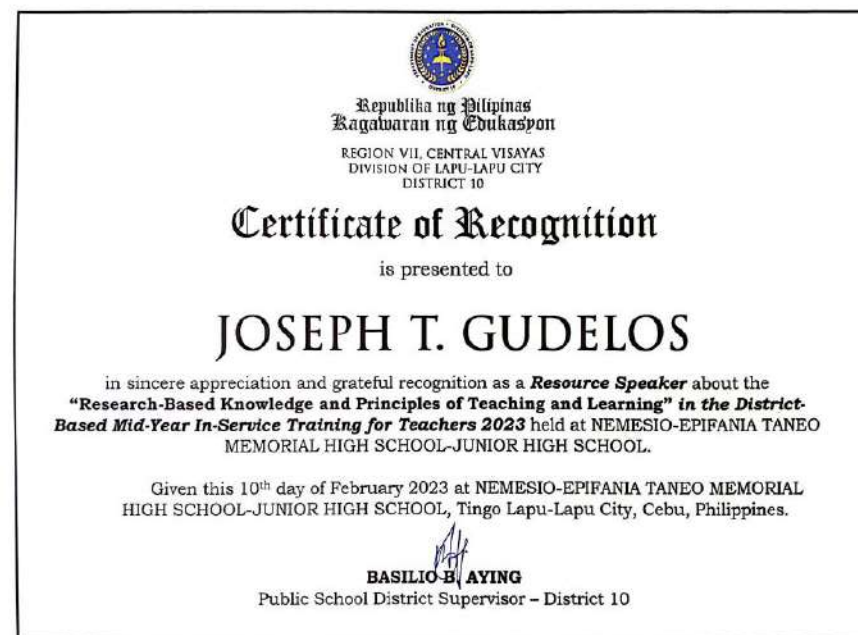 Republika ng Pilipinas
Kagawaran ng Edukasyon
REGION VII, CENTRAL VISAYAS
DIVISION OF LAPU-LAPU CITY
DISTRICT 10
Certificate of Recognition
is presented to
JOSEPH T. GUDELOS
in sincere appreciation and grateful recognition as a Resource Speaker about the
“Research-Based Knowledge and Principles of Teaching and Learning” in the District-
Based Mid-Year In-Service Training for Teachers 2023 held at NEMESIO-EPIFANIA TANEO
MEMORIAL HIGH SCHOOL-JUNIOR HIGH SCHOOL.
Given this 10th day of February 2023 at NEMESIO-EPIFANIA TANEO MEMORIAL
HIGH SCHOOL-JUNIOR HIGH SCHOOL, Tingo Lapu-Lapu City, Cebu, Philippines.
BASILIO B. AYING
Public School District Supervisor – District 10